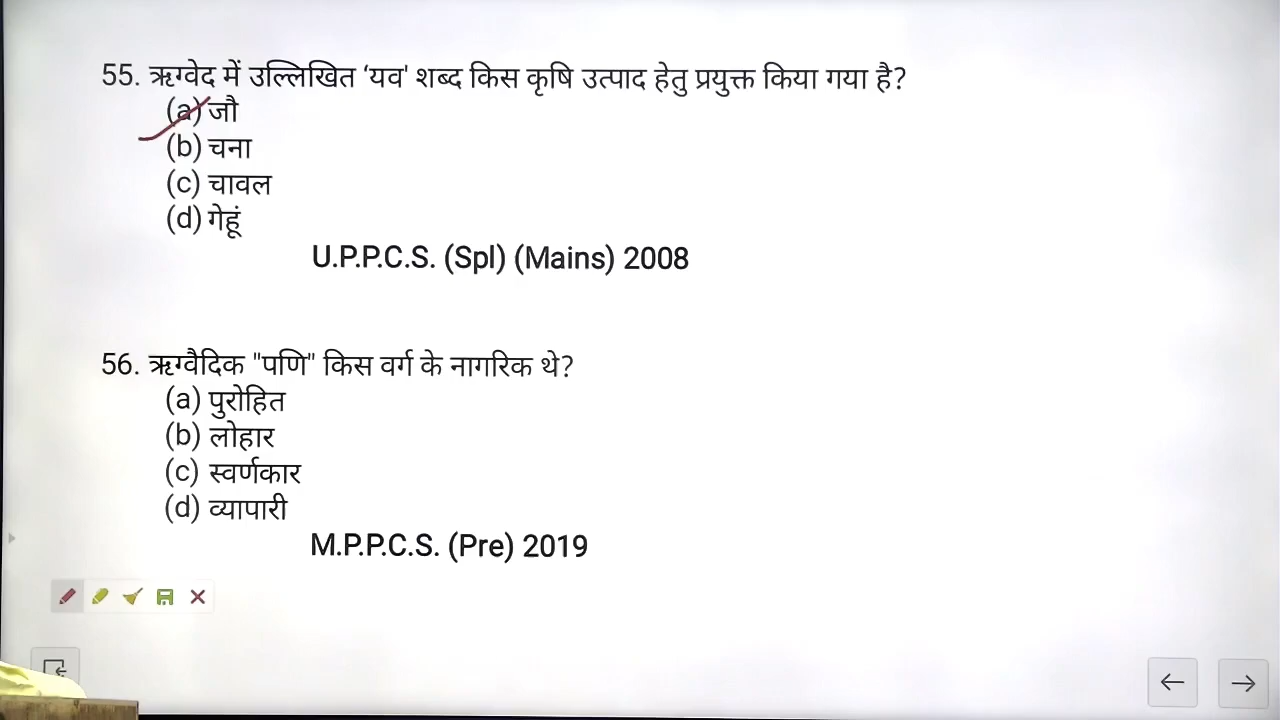 55. ऋग्वेद में उल्लिखित ‘यव' शब्द किस कृषि उत्पाद हेतु प्रयुक्त किया गया है?
(a) जौ
(b) चना
(c) चावल
(d) गेहूं
U.P.P.C.S. (Spl) (Mains) 2008
56. ऋग्वैदिक "पणि" किस वर्ग के नागरिक थे?
(a) पुरोहित
(b) लोहार
(c) स्वर्णकार
(d) व्यापारी
M.P.P.C.S. (Pre) 2019